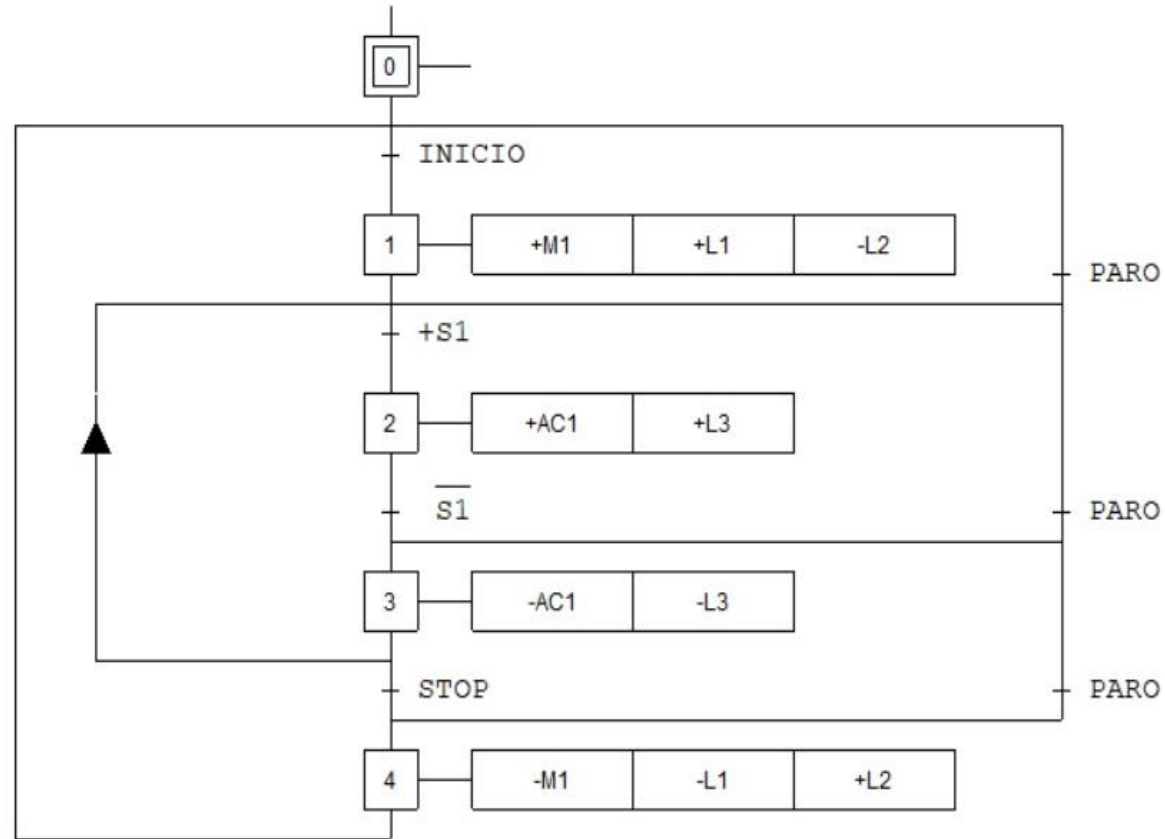 0
INICIO
1 +M1 +L1 -L2
PARO
+S1
2 +AC1 +L3
S̅1̅ PARO
3 -AC1 -L3
STOP PARO
4 -M1 -L1 +L2